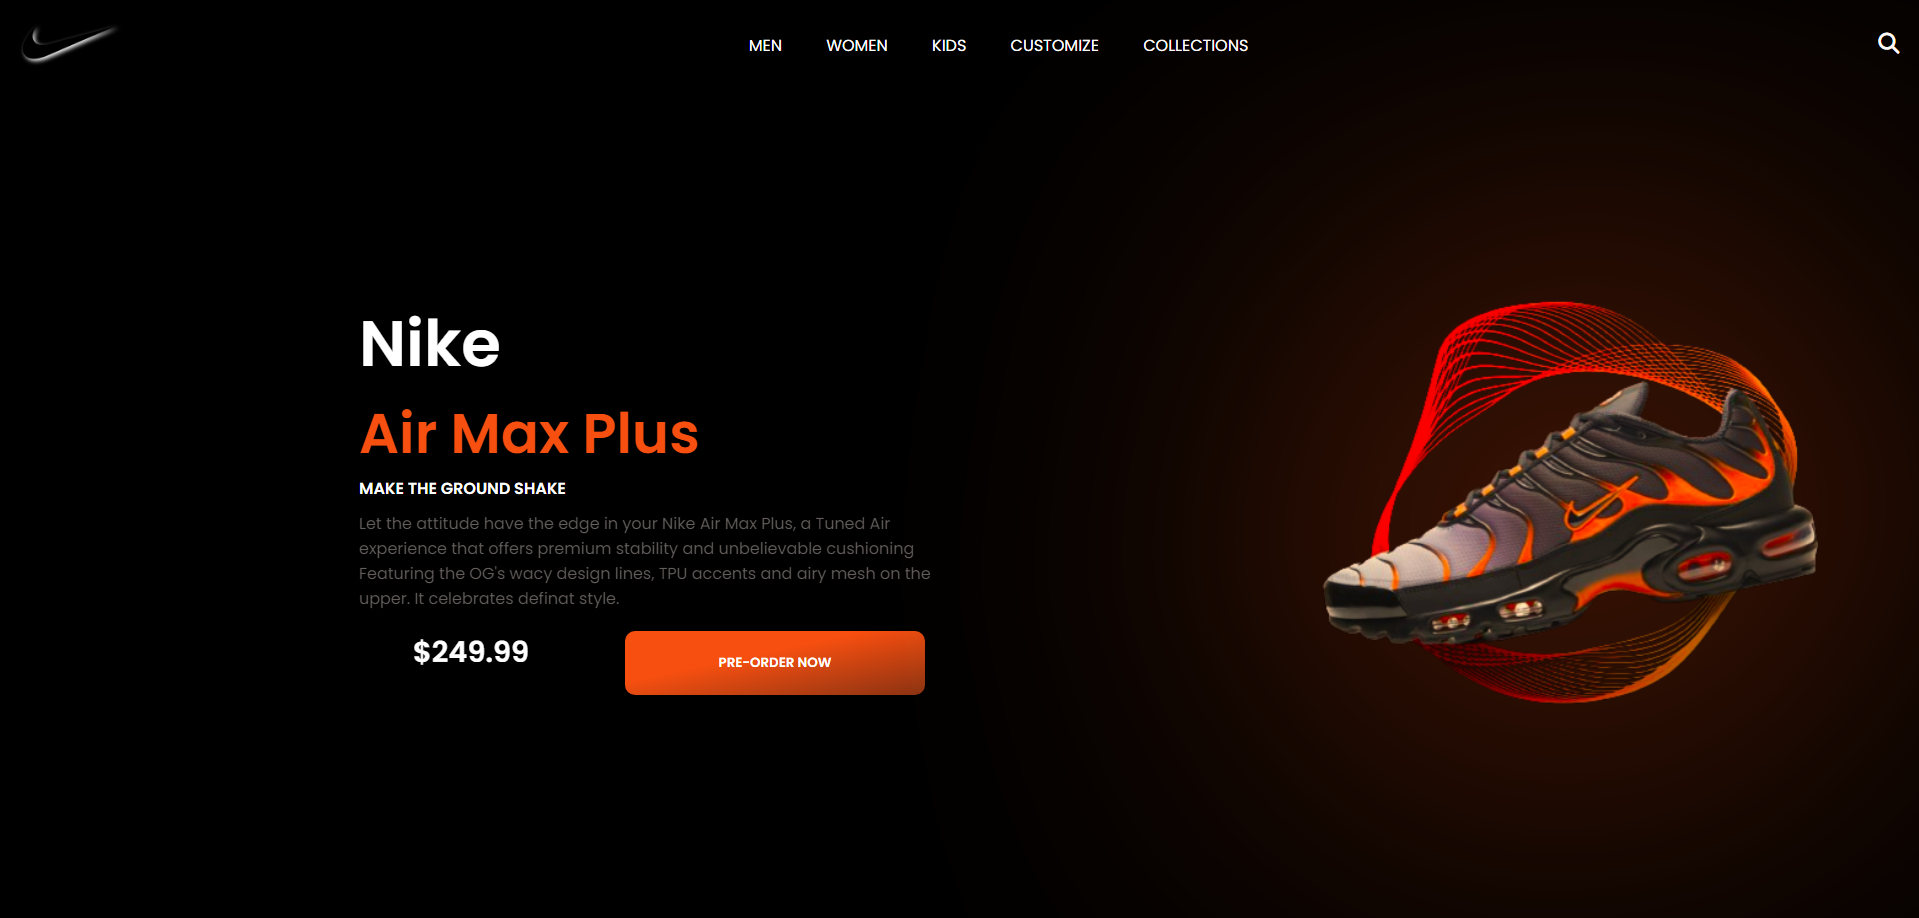 MEN WOMEN KIDS CUSTOMIZE COLLECTIONS
Nike
Air Max Plus
MAKE THE GROUND SHAKE
Let the attitude have the edge in your Nike Air Max Plus, a Tuned Air
experience that offers premium stability and unbelievable cushioning
Featuring the OG's wacy design lines, TPU accents and airy mesh on the
upper. It celebrates definat style.
$249.99
PRE-ORDER NOW